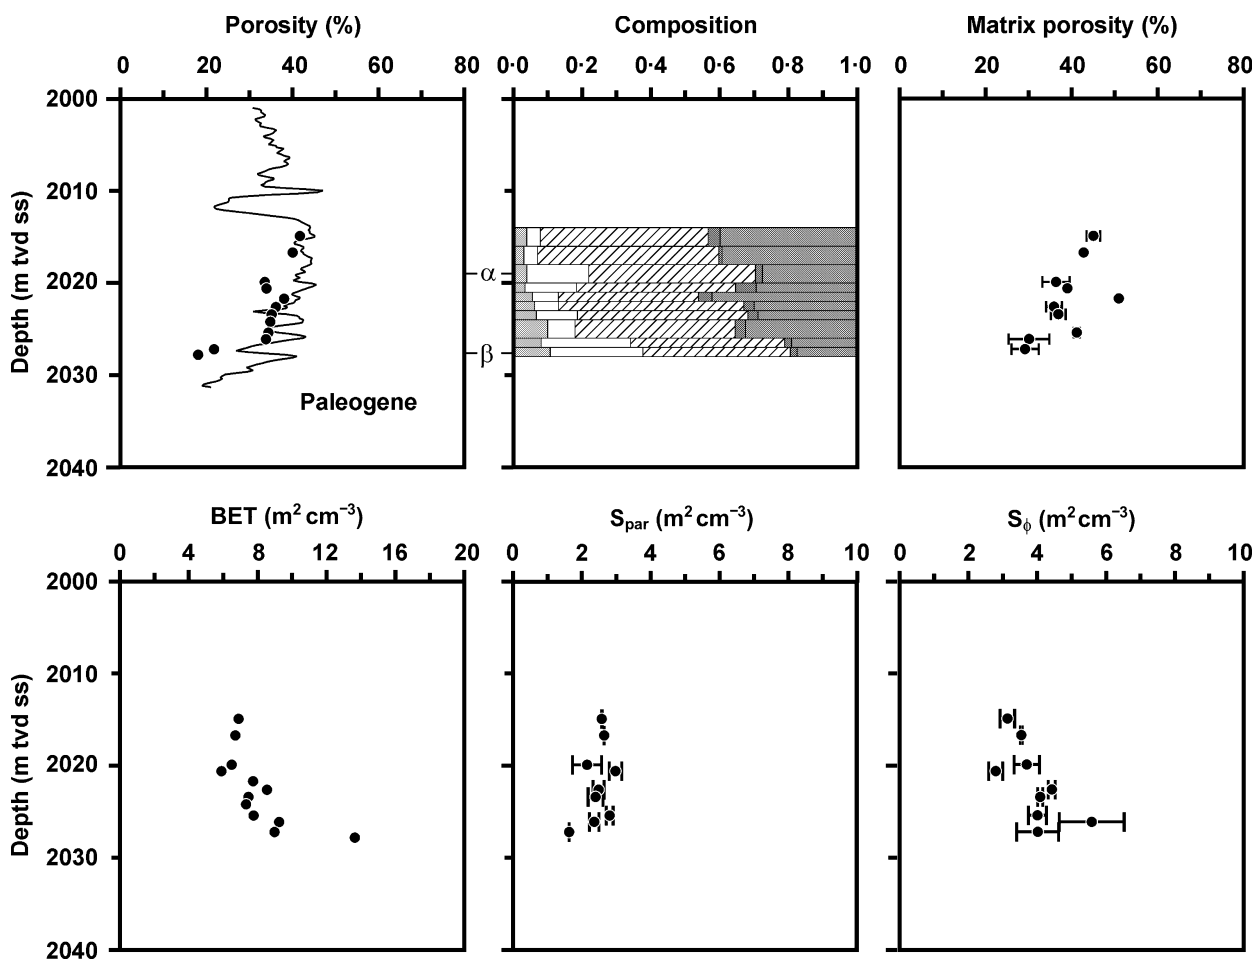 Porosity (%) Composition Matrix porosity (%)
0 20 40 60 80 0·0 0·2 0·4 0·6 0·8 1·0 0 20 40 60 80
2000
2010
2020
2030
2040
Depth (m tvd ss)
α
β
Paleogene
BET (m² cm⁻³) Spar (m² cm⁻³) Sϕ (m² cm⁻³)
0 4 8 12 16 20 0 2 4 6 8 10 0 2 4 6 8 10
2000
2010
2020
2030
2040
Depth (m tvd ss)